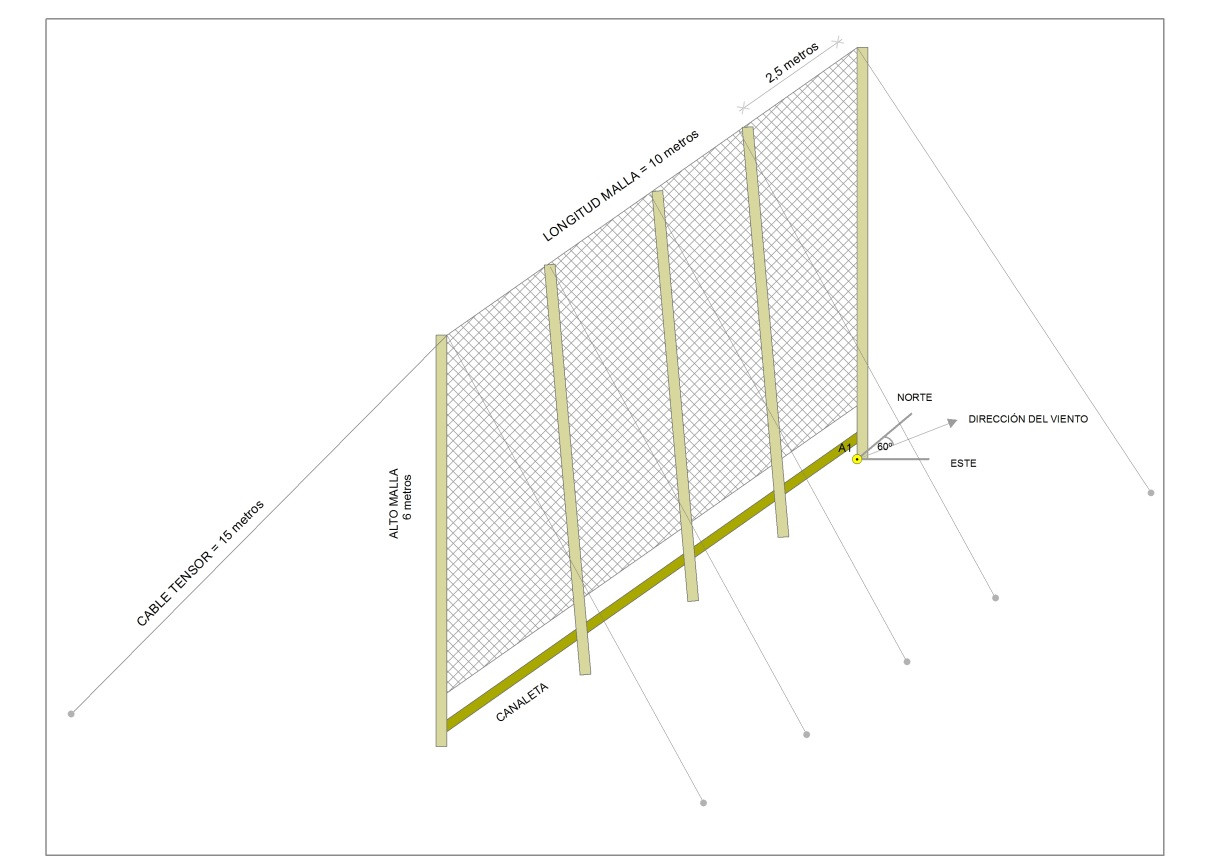 2,5 metros
LONGITUD MALLA = 10 metros
NORTE
DIRECCIÓN DEL VIENTO
A1
60º
ESTE
ALTO MALLA
6 metros
CABLE TENSOR = 15 metros
CANALETA